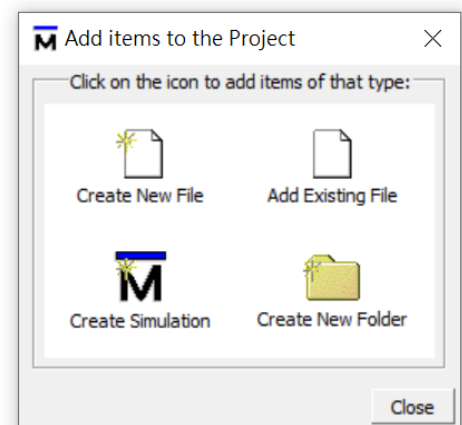 Add items to the Project
Click on the icon to add items of that type:
Create New File
Add Existing File
Create Simulation
Create New Folder
Close